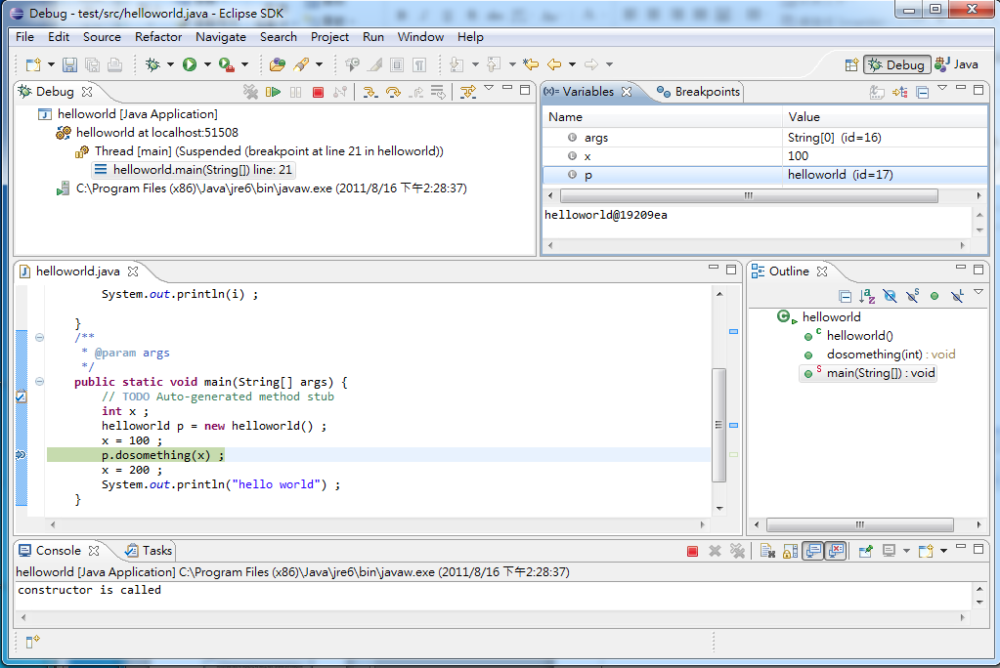 Debug - test/src/helloworld.java - Eclipse SDK
File Edit Source Refactor Navigate Search Project Run Window Help
Debug Java
Debug
helloworld [Java Application]
helloworld at localhost:51508
Thread [main] (Suspended (breakpoint at line 21 in helloworld))
helloworld.main(String[]) line: 21
C:\Program Files (x86)\Java\jre6\bin\javaw.exe (2011/8/16 下午2:28:37)
(x)= Variables Breakpoints
Name Value
args String[0] (id=16)
x 100
p helloworld (id=17)
helloworld@19209ea
helloworld.java
System.out.println(i) ;
}
/**
* @param args
*/
public static void main(String[] args) {
// TODO Auto-generated method stub
int x ;
helloworld p = new helloworld() ;
x = 100 ;
p.dosomething(x) ;
x = 200 ;
System.out.println("hello world") ;
}
Outline
helloworld
helloworld()
dosomething(int) : void
main(String[]) : void
Console Tasks
helloworld [Java Application] C:\Program Files (x86)\Java\jre6\bin\javaw.exe (2011/8/16 下午2:28:37)
constructor is called